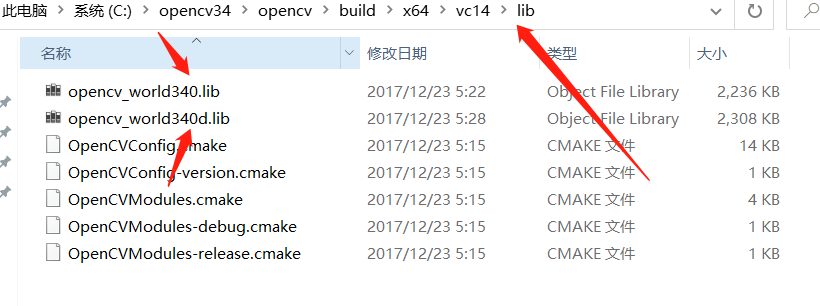 此电脑 > 系统 (C:) > opencv34 > opencv > build > x64 > vc14 > lib
名称 修改日期 类型 大小
opencv_world340.lib 2017/12/23 5:22 Object File Library 2,236 KB
opencv_world340d.lib 2017/12/23 5:28 Object File Library 2,308 KB
OpenCVConfig.cmake 2017/12/23 5:15 CMAKE 文件 14 KB
OpenCVConfig-version.cmake 2017/12/23 5:15 CMAKE 文件 1 KB
OpenCVModules.cmake 2017/12/23 5:15 CMAKE 文件 4 KB
OpenCVModules-debug.cmake 2017/12/23 5:15 CMAKE 文件 1 KB
OpenCVModules-release.cmake 2017/12/23 5:15 CMAKE 文件 1 KB